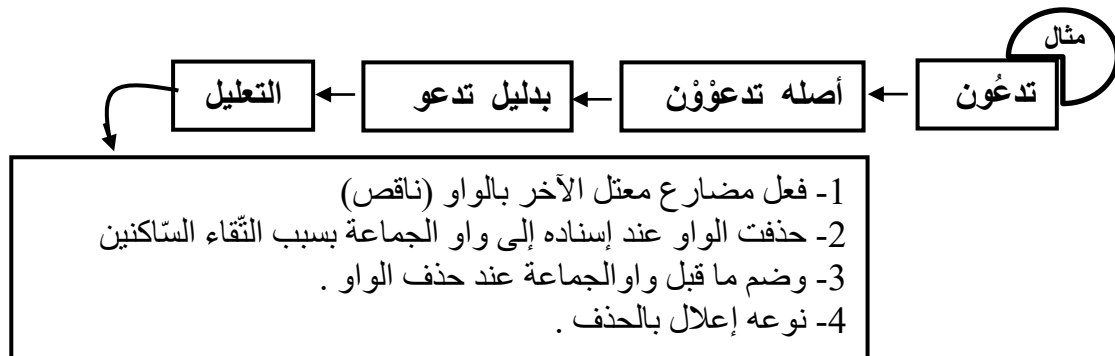 مثال
تدعُون
أصله تدعوْوْن
بدليل تدعو
التعليل
1- فعل مضارع معتل الآخر بالواو (ناقص)
2- حذفت الواو عند إسناده إلى واو الجماعة بسبب التّقاء السّاكنين
3- وضم ما قبل واوالجماعة عند حذف الواو .
4- نوعه إعلال بالحذف .